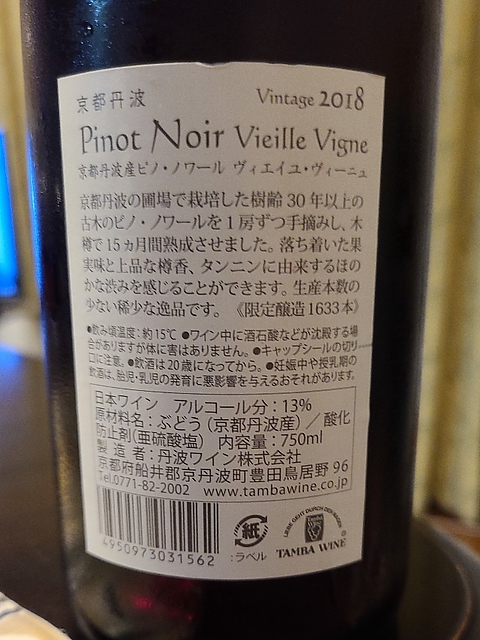 京都丹波
Vintage 2018
Pinot Noir Vieille Vigne
京都丹波産ピノ・ノワール ヴィエイユ・ヴィーニュ
京都丹波の圃場で栽培した樹齢30年以上の
古木のピノ・ノワールを1房ずつ手摘みし、木
樽で15ヵ月間熟成させました。落ち着いた果
実味と上品な樽香、タンニンに由来するほの
かな渋みを感じることができます。生産本数の
少ない稀少な逸品です。《限定醸造1633本》
●飲み頃温度：約15℃ ●ワイン中に酒石酸などが沈殿する場
合がありますが体に害はありません。●キャップシールの切り
口に注意。●飲酒は20歳になってから。●妊娠中や授乳期の
飲酒は、胎児・乳児の発育に悪影響を与えるおそれがあります。
日本ワイン アルコール分：13%
原材料名：ぶどう（京都丹波産）／酸化
防止剤(亜硫酸塩) 内容量：750ml
製造者：丹波ワイン株式会社
京都府船井郡京丹波町豊田鳥居野 96
Tel.0771-82-2002 www.tambawine.co.jp
4950973031562
紙
:ラベル
LIEBE GEHT DURCH DEN MAGEN
Tamba Wine
TAMBA WINE